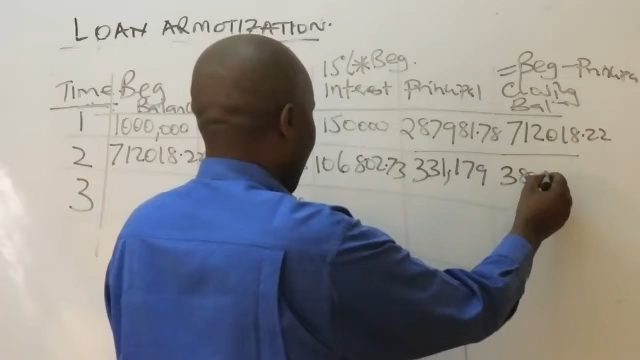 LOAN ARMOTIZATION.
15%*Beg. =Beg-Principal
Time Beg Interest Principal Closing
Balance Bal
1 1000,000 150000 287981.78 712018.22
2 712018.22 106802.73 331,179 38
3